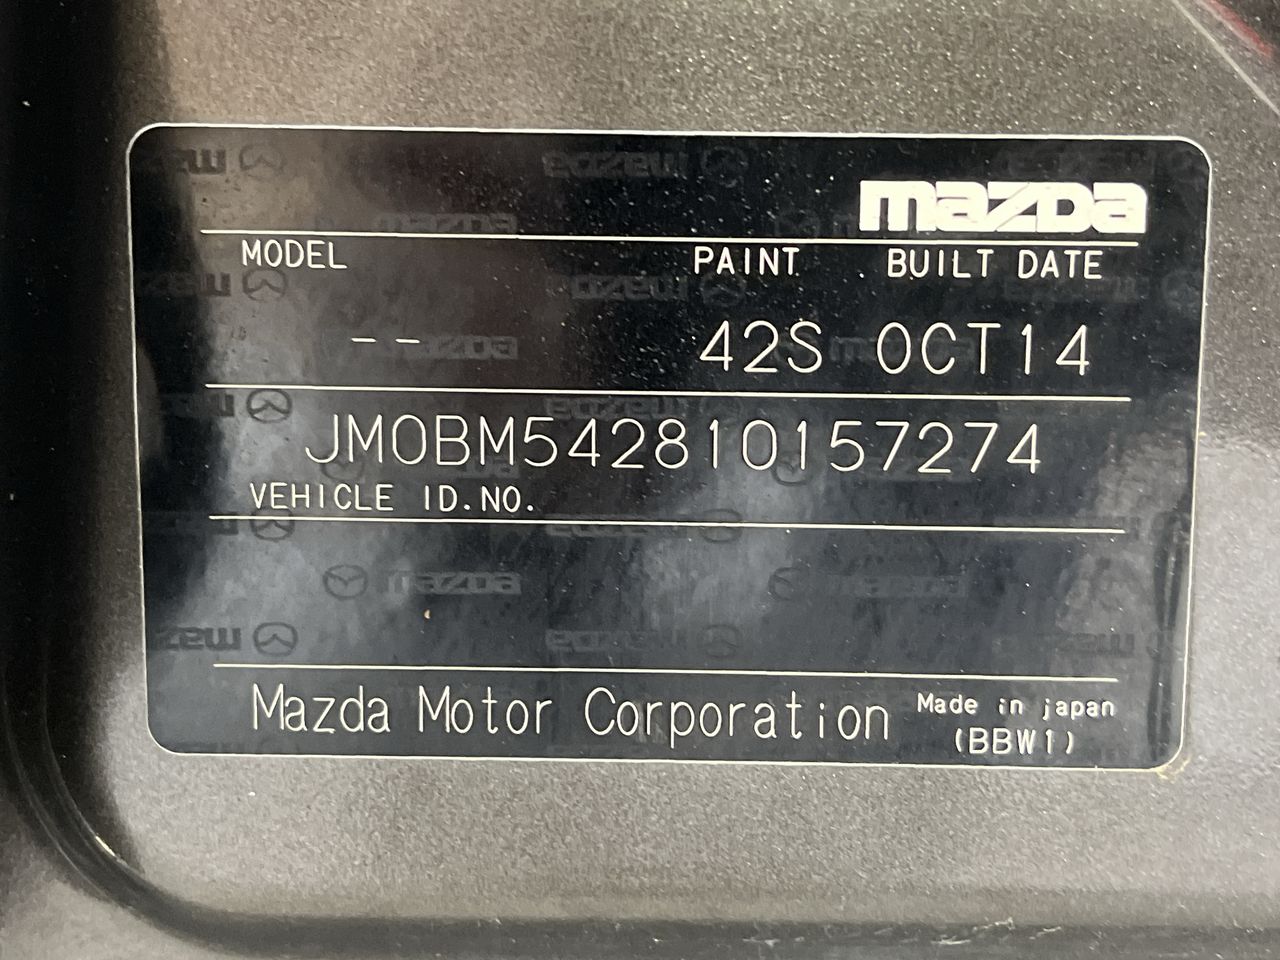 mazda
MODEL PAINT BUILT DATE
-- 42S OCT14
JM0BM542810157274
VEHICLE ID.NO.
Mazda Motor Corporation Made in japan
(BBW1)